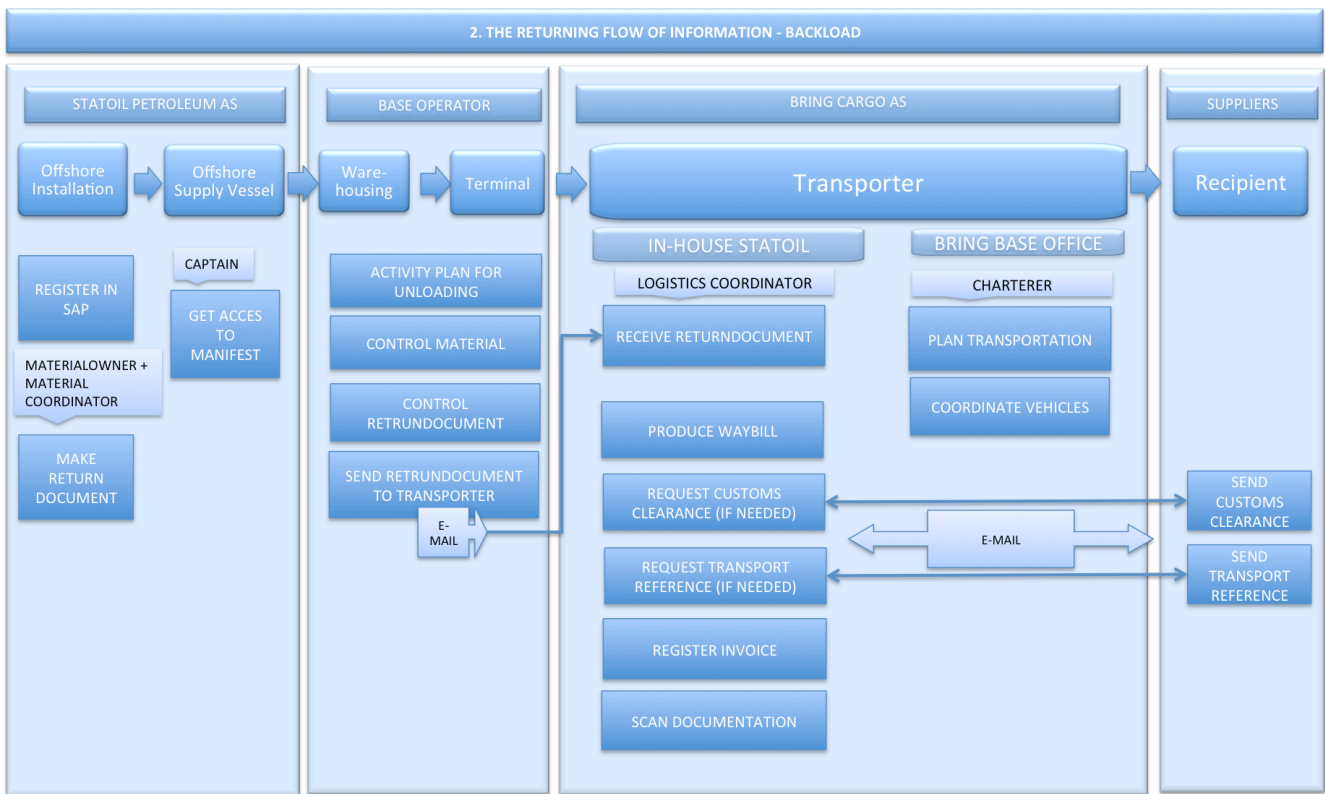 2. THE RETURNING FLOW OF INFORMATION - BACKLOAD
STATOIL PETROLEUM AS
BASE OPERATOR
BRING CARGO AS
SUPPLIERS
Offshore
Installation
Offshore
Supply Vessel
Ware-
housing
Terminal
Transporter
Recipient
REGISTER IN
SAP
MATERIALOWNER +
MATERIAL
COORDINATOR
MAKE
RETURN
DOCUMENT
CAPTAIN
GET ACCES
TO
MANIFEST
ACTIVITY PLAN FOR
UNLOADING
CONTROL MATERIAL
CONTROL
RETRUNDOCUMENT
SEND RETRUNDOCUMENT
TO TRANSPORTER
E-
MAIL
IN-HOUSE STATOIL
LOGISTICS COORDINATOR
RECEIVE RETURNDOCUMENT
PRODUCE WAYBILL
REQUEST CUSTOMS
CLEARANCE (IF NEEDED)
REQUEST TRANSPORT
REFERENCE (IF NEEDED)
REGISTER INVOICE
SCAN DOCUMENTATION
BRING BASE OFFICE
CHARTERER
PLAN TRANSPORTATION
COORDINATE VEHICLES
E-MAIL
SEND
CUSTOMS
CLEARANCE
SEND
TRANSPORT
REFERENCE